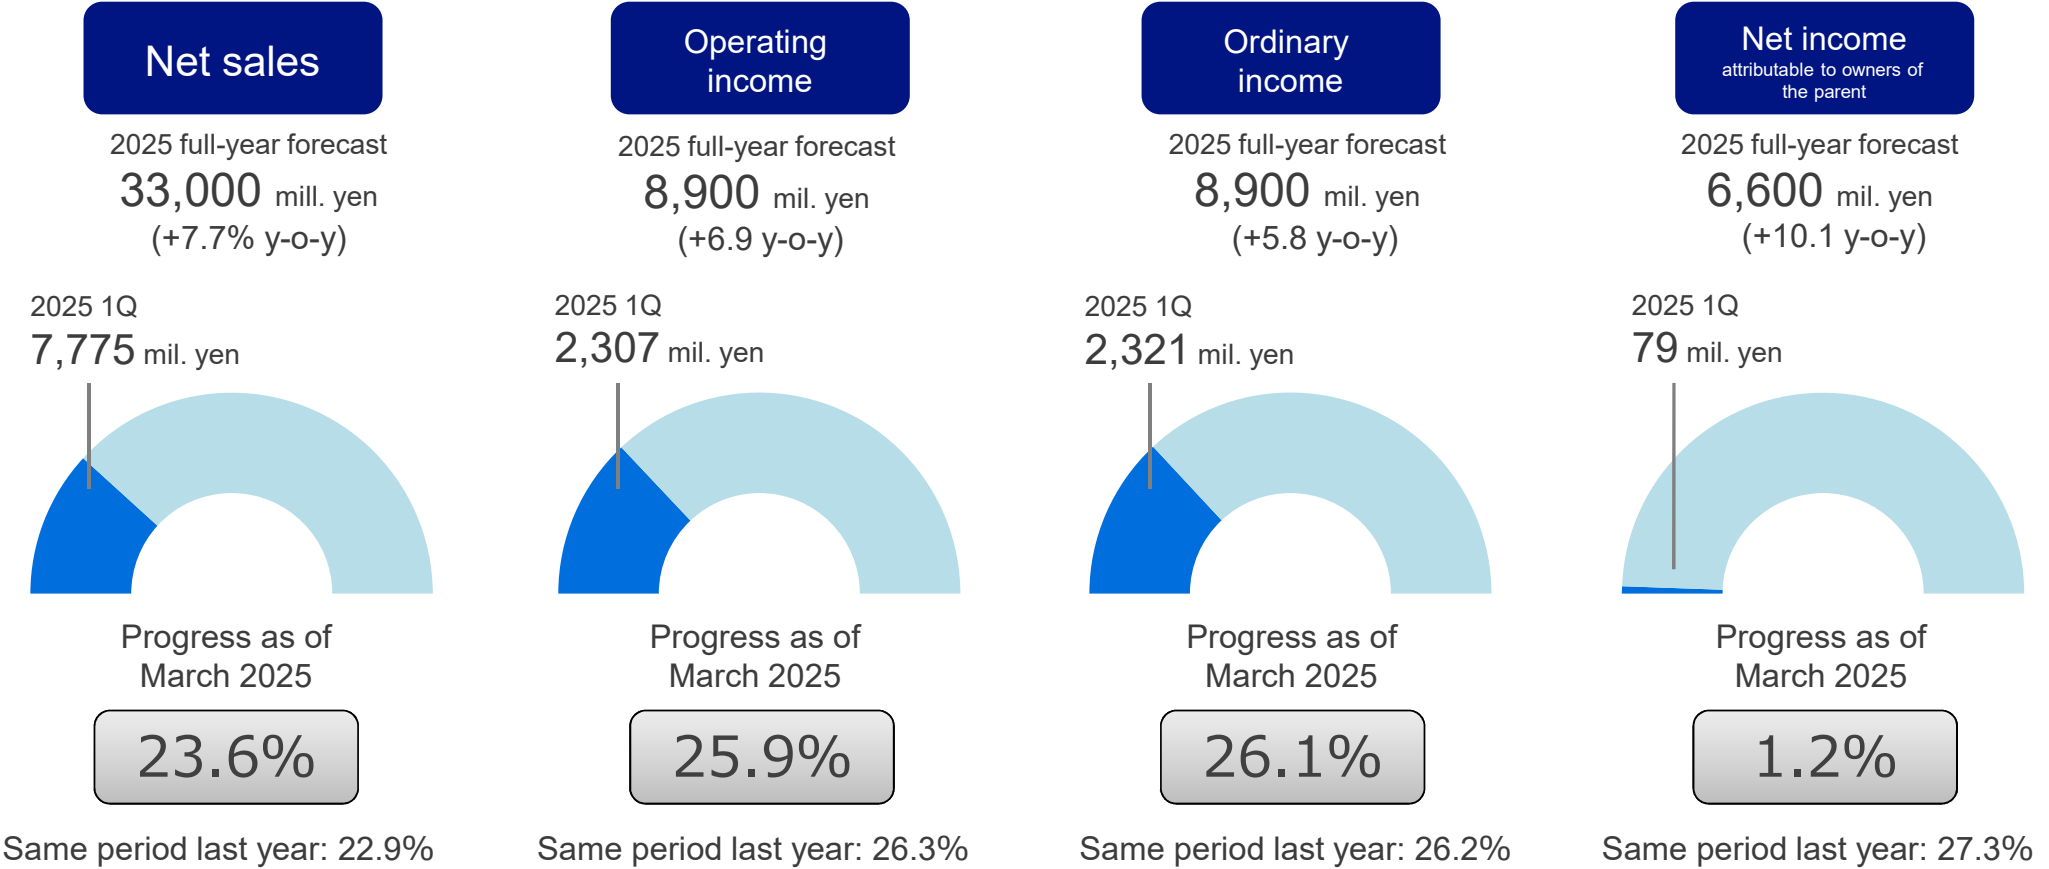 Net sales
2025 full-year forecast
33,000 mill. yen
(+7.7% y-o-y)
2025 1Q
7,775 mil. yen
Progress as of
March 2025
23.6%
Same period last year: 22.9%
Operating
income
2025 full-year forecast
8,900 mil. yen
(+6.9 y-o-y)
2025 1Q
2,307 mil. yen
Progress as of
March 2025
25.9%
Same period last year: 26.3%
Ordinary
income
2025 full-year forecast
8,900 mil. yen
(+5.8 y-o-y)
2025 1Q
2,321 mil. yen
Progress as of
March 2025
26.1%
Same period last year: 26.2%
Net income
attributable to owners of
the parent
2025 full-year forecast
6,600 mil. yen
(+10.1 y-o-y)
2025 1Q
79 mil. yen
Progress as of
March 2025
1.2%
Same period last year: 27.3%